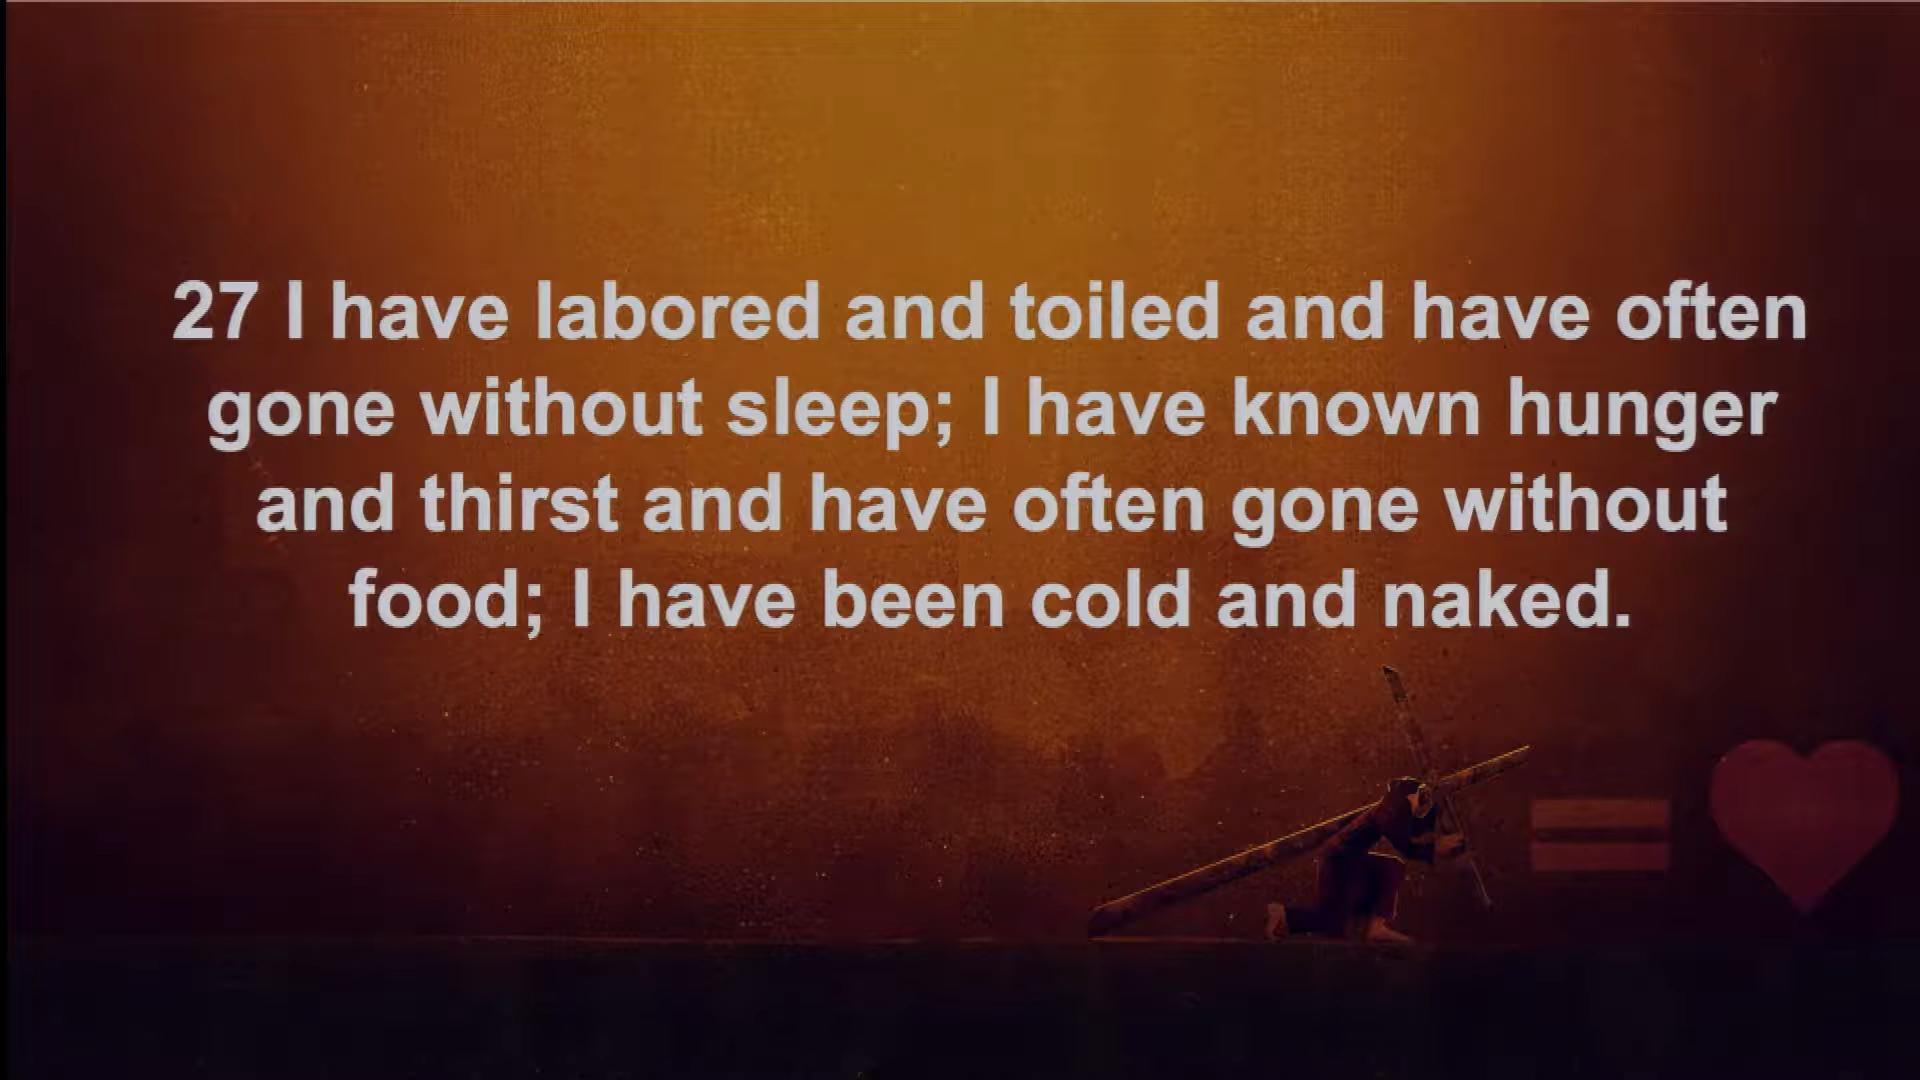 27 I have labored and toiled and have often
gone without sleep; I have known hunger
and thirst and have often gone without
food; I have been cold and naked.